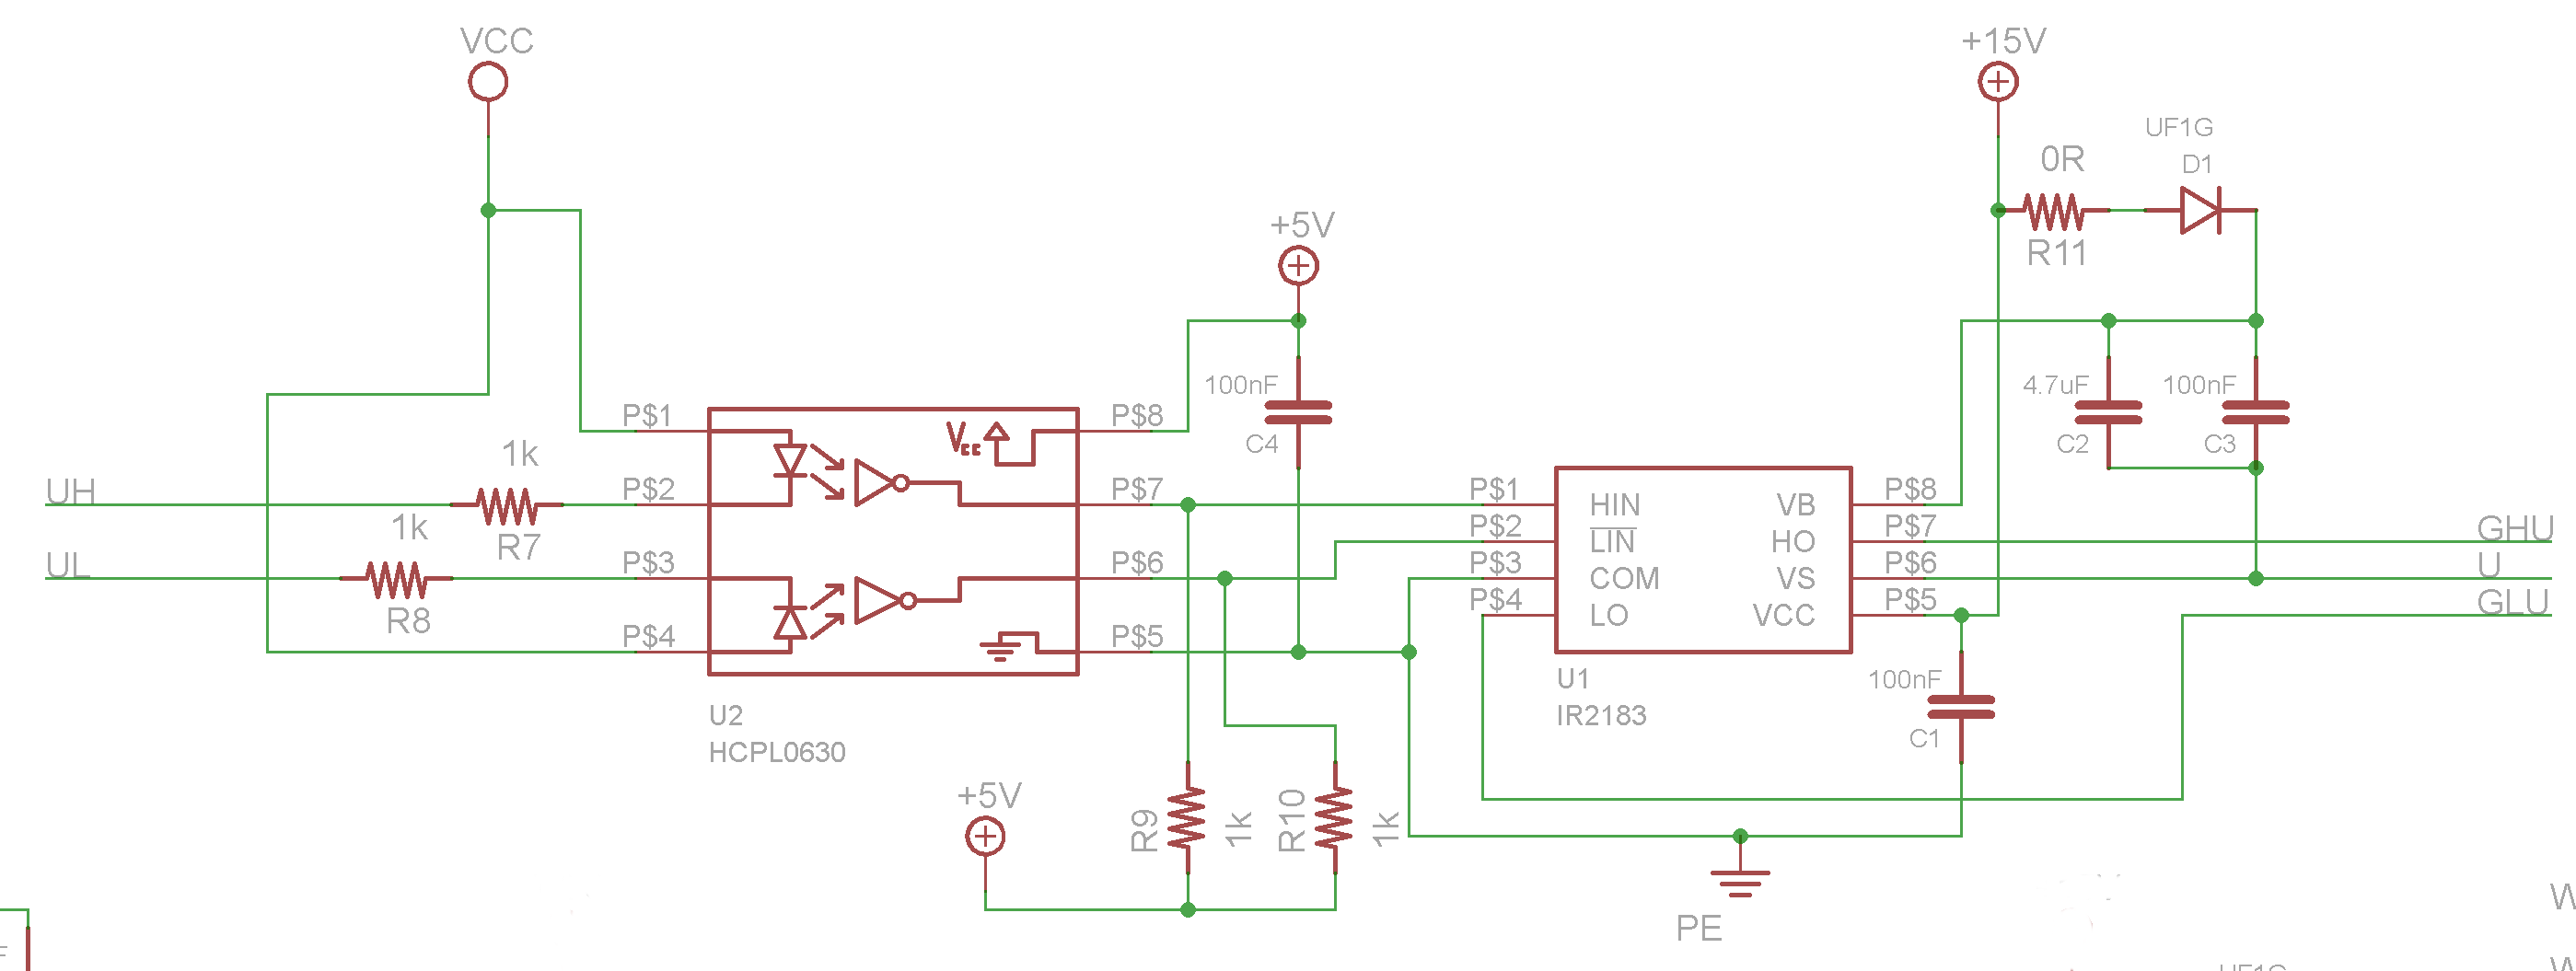 VCC
+15V
UF1G
0R
D1
R11
+5V
100nF
C4
4.7uF
100nF
C2
C3
P$1
P$8
VCC
1k
UH
P$2
P$7
1k
R7
UL
P$3
P$6
R8
P$4
P$5
U2
HCPL0630
P$1
HIN
VB
P$8
P$2
LIN
HO
P$7
GHU
P$3
COM
VS
P$6
U
P$4
LO
VCC
P$5
GLU
U1
IR2183
100nF
C1
+5V
R9
1k
R10
1k
PE